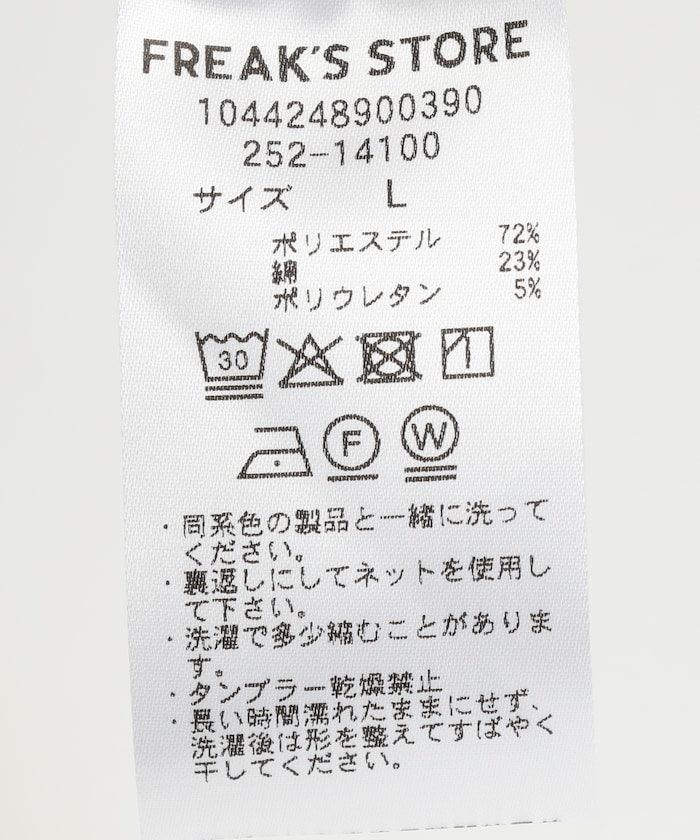 FREAK'S STORE
1044248900390
252-14100
サイズ L
ポリエステル 72%
綿 23%
ポリウレタン 5%
30
F W
・同系色の製品と一緒に洗って
ください。
・裏返しにしてネットを使用し
て下さい。
・洗濯で多少縮むことがありま
す。
・タンブラー乾燥禁止
・長い時間濡れたままにせず、
洗濯後は形を整えてすばやく
干してください。